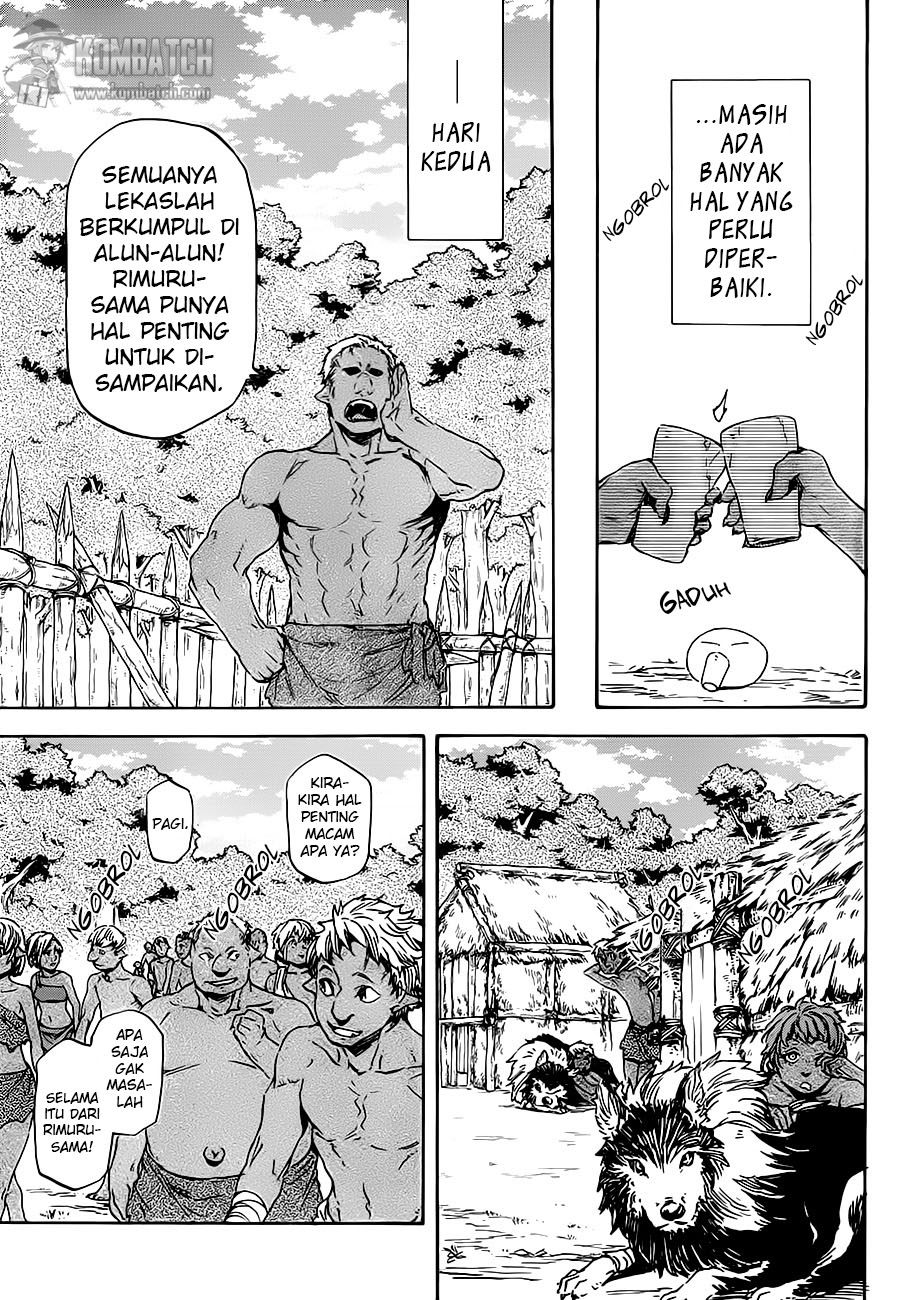 ...MASIH
ADA
BANYAK
HAL YANG
PERLU
DIPER-
BAIKI.
NGOBROL
NGOBROL
GADUH
—
HARI
KEDUA
SEMUANYA
LEKASLAH
BERKUMPUL DI
ALUN-ALUN!
RIMURU-
SAMA PUNYA
HAL PENTING
UNTUK DI-
SAMPAIKAN.
KOMBATCH
www.kombatch.com
NGOBROL
NGOBROL
KIRA-
KIRA HAL
PENTING
MACAM
APA YA?
PAGI.
NGOBROL
NGOBROL
APA
SAJA
GAK
MASA-
LAH
SELAMA
ITU DARI
RIMURU-
SAMA!